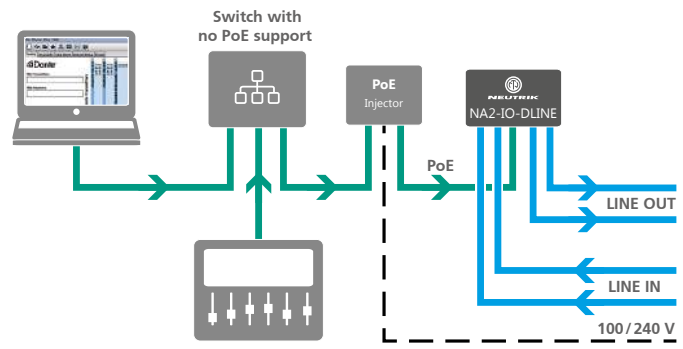 Switch with
no PoE support
Dante
PoE
Injector
NEUTRIK
NA2-IO-DLINE
PoE
LINE OUT
LINE IN
100/240 V